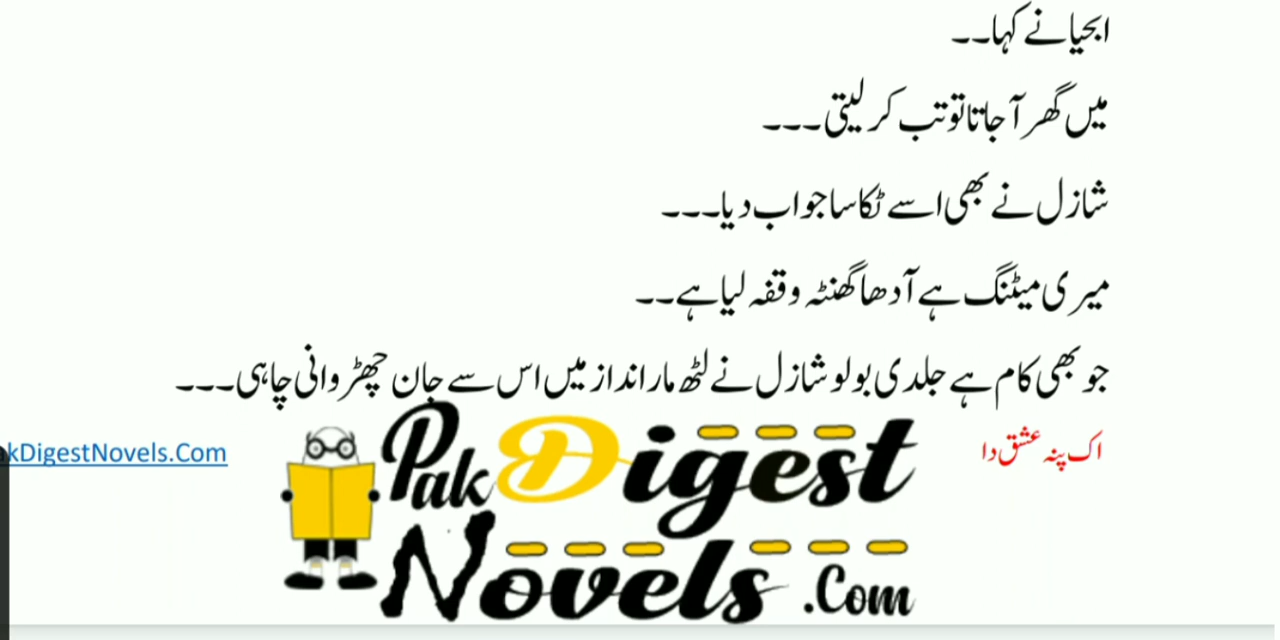 ابحیا نے کہا۔۔
میں گھر آ جاتا تو تب کر لیتی۔۔۔
شازل نے بھی اسے ٹکا سا جواب دیا۔۔۔
میری میٹنگ ہے آدھا گھنٹہ وقفہ لیا ہے۔۔
جو بھی کام ہے جلدی بولو شازل نے لٹھ مار انداز میں اس سے جان چھڑوانی چاہی۔۔۔
اک پنہ عشق دا
kDigestNovels.Com
Pak Digest
Novels.Com